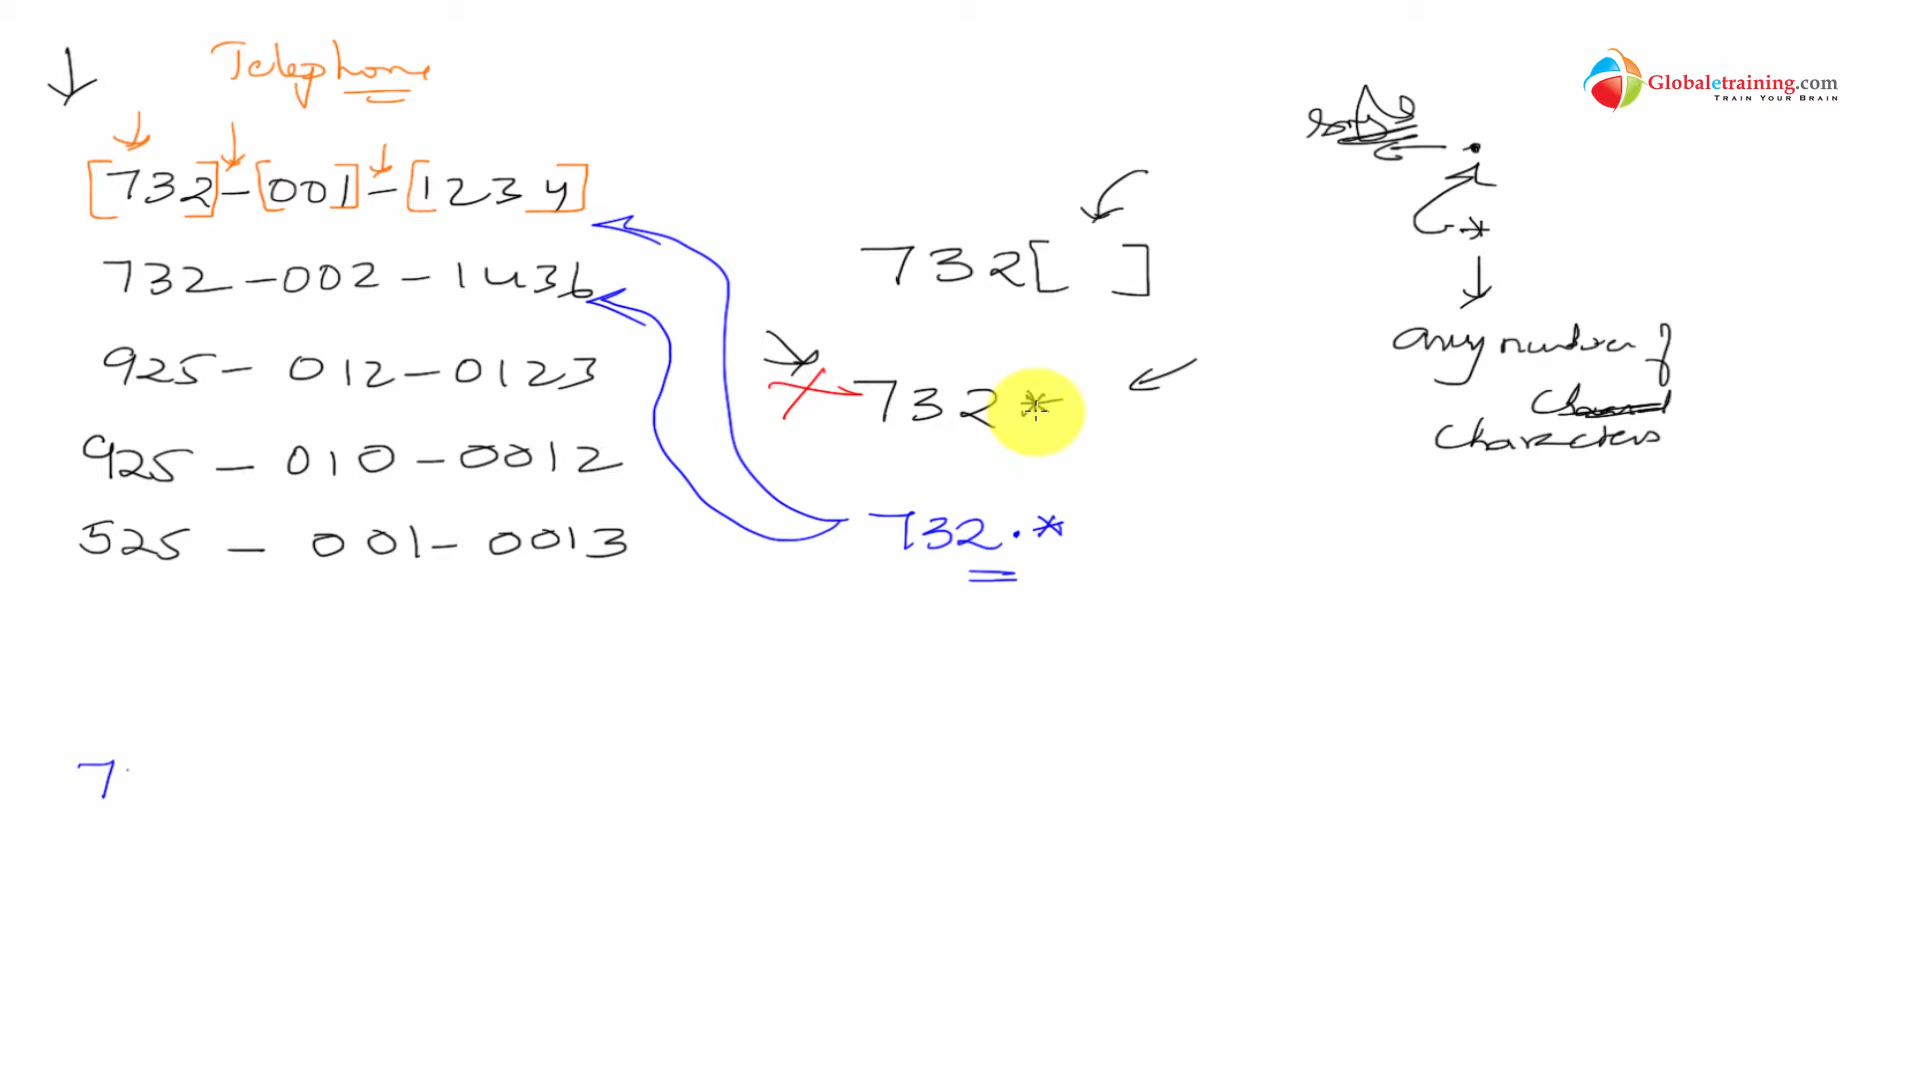 Telephone
[732]-[001]-[1234]
732-002-1436
925-012-0123
925-010-0012
525-001-0013
7
732[ ]
732*
732.*
Globaletraining.com
TRAIN YOUR BRAIN
.
*
any number of
characters